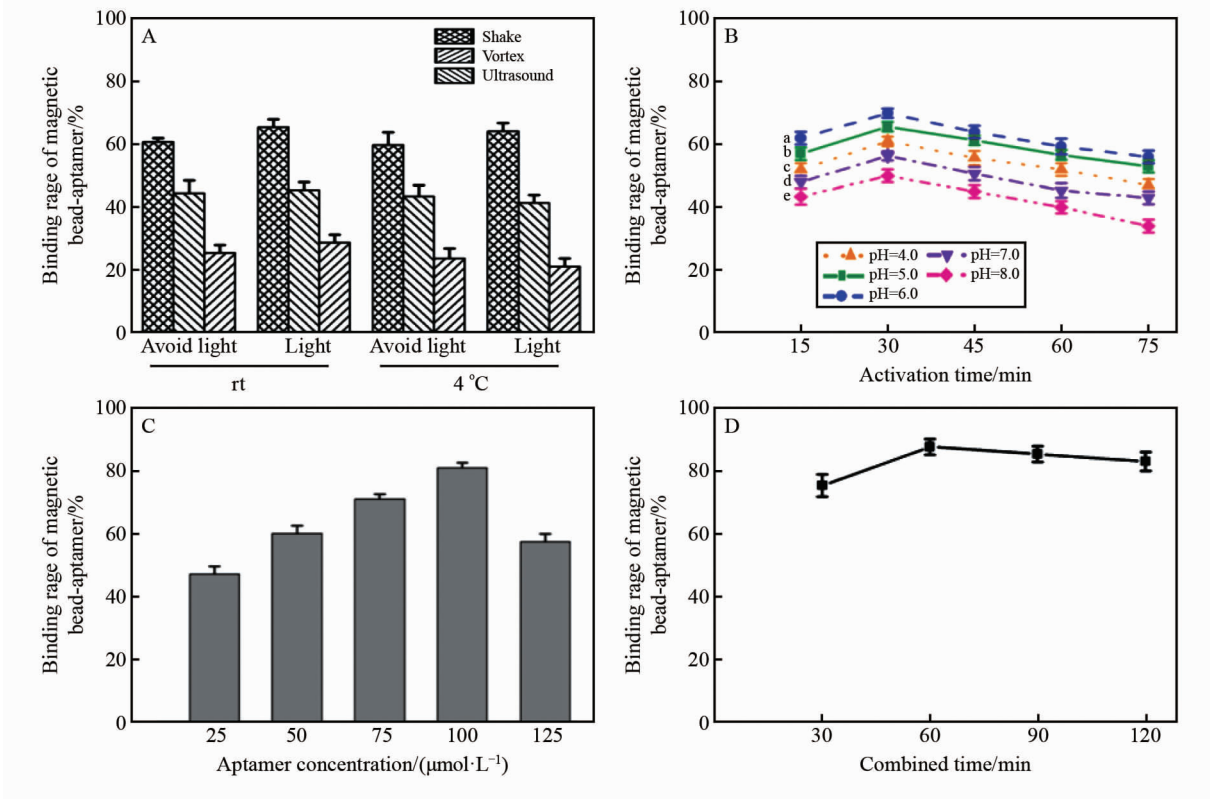 A
Shake
Vortex
Ultrasound
Binding rage of magnetic
bead-aptamer/%
100
80
60
40
20
0
Avoid light Light Avoid light Light
rt 4 °C
B
Binding rage of magnetic
bead-aptamer/%
100
80
60
40
20
0
a
b
c
d
e
pH=4.0 pH=7.0
pH=5.0 pH=8.0
pH=6.0
15 30 45 60 75
Activation time/min
C
Binding rage of magnetic
bead-aptamer/%
100
80
60
40
20
0
25 50 75 100 125
Aptamer concentration/(μmol·L⁻¹)
D
Binding rage of magnetic
bead-aptamer/%
100
80
60
40
20
0
30 60 90 120
Combined time/min